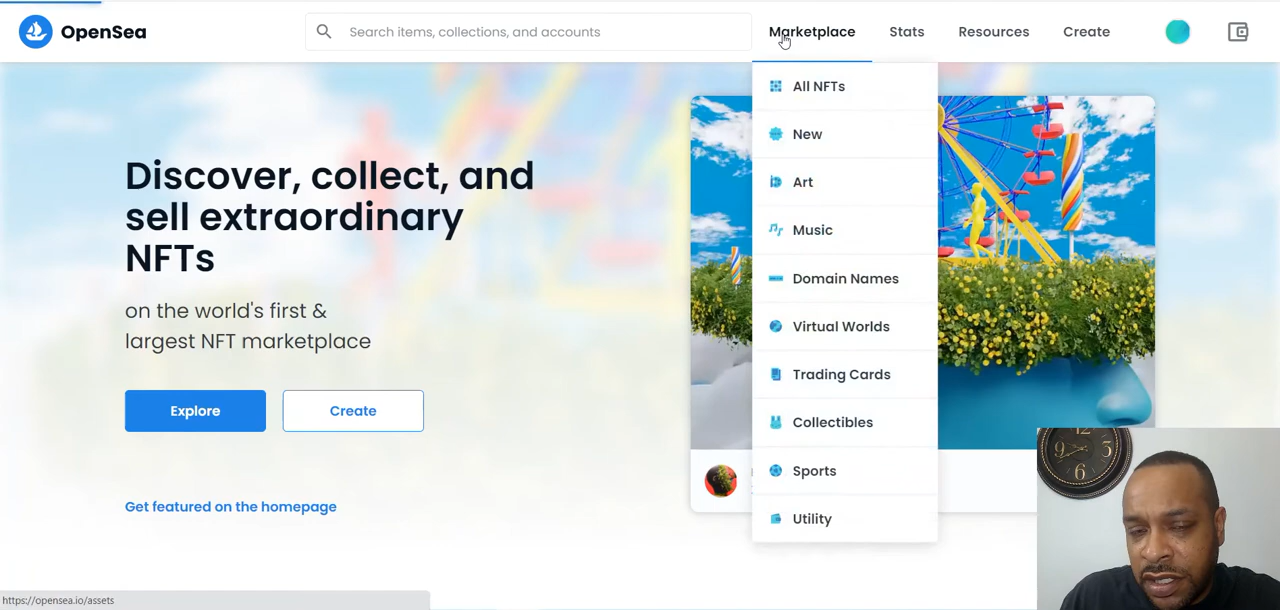 OpenSea
Search items, collections, and accounts
Marketplace
Stats
Resources
Create
All NFTs
New
Art
Music
Domain Names
Virtual Worlds
Trading Cards
Collectibles
Sports
Utility
Discover, collect, and
sell extraordinary
NFTs
on the world's first &
largest NFT marketplace
Explore
Create
Get featured on the homepage
https://opensea.io/assets